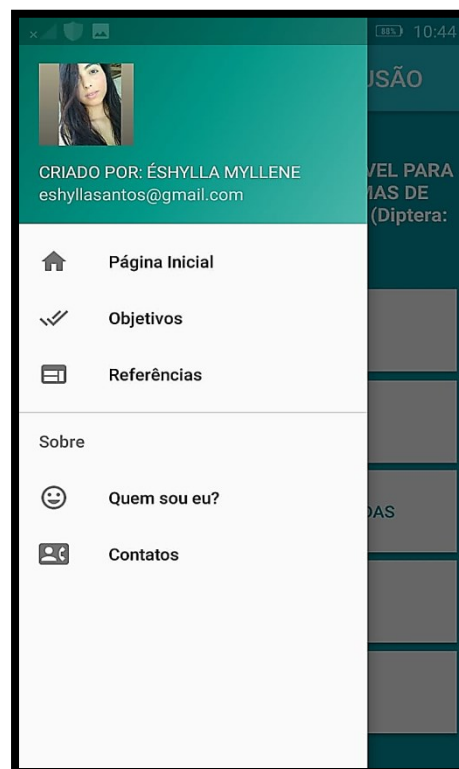 88% 10:44
USÃO
CRIADO POR: ÉSHYLLA MYLLENE
eshyllasantos@gmail.com
VEL PARA
MAS DE
(Diptera:
Página Inicial
Objetivos
Referências
DAS
Sobre
Quem sou eu?
Contatos